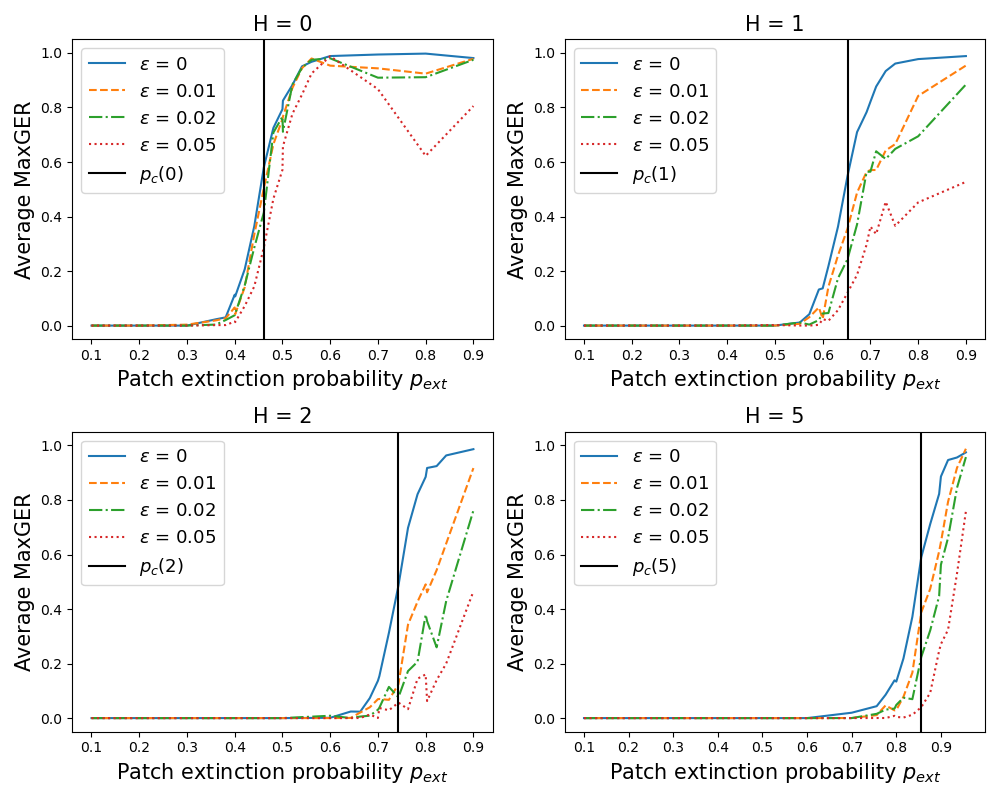 H = 0
Average MaxGER
1.0
0.8
0.6
0.4
0.2
0.0
ε = 0
ε = 0.01
ε = 0.02
ε = 0.05
p_c(0)
0.1 0.2 0.3 0.4 0.5 0.6 0.7 0.8 0.9
Patch extinction probability p_ext
H = 1
Average MaxGER
1.0
0.8
0.6
0.4
0.2
0.0
ε = 0
ε = 0.01
ε = 0.02
ε = 0.05
p_c(1)
0.1 0.2 0.3 0.4 0.5 0.6 0.7 0.8 0.9
Patch extinction probability p_ext
H = 2
Average MaxGER
1.0
0.8
0.6
0.4
0.2
0.0
ε = 0
ε = 0.01
ε = 0.02
ε = 0.05
p_c(2)
0.1 0.2 0.3 0.4 0.5 0.6 0.7 0.8 0.9
Patch extinction probability p_ext
H = 5
Average MaxGER
1.0
0.8
0.6
0.4
0.2
0.0
ε = 0
ε = 0.01
ε = 0.02
ε = 0.05
p_c(5)
0.1 0.2 0.3 0.4 0.5 0.6 0.7 0.8 0.9
Patch extinction probability p_ext